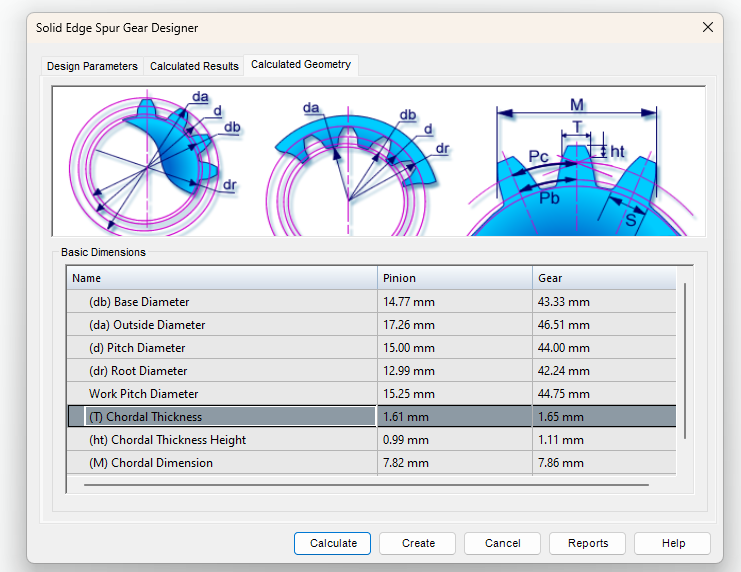 Solid Edge Spur Gear Designer
Design Parameters Calculated Results Calculated Geometry
da d db dr
da db d dr
M T ht Pc Pb S
Basic Dimensions
Name Pinion Gear
(db) Base Diameter 14.77 mm 43.33 mm
(da) Outside Diameter 17.26 mm 46.51 mm
(d) Pitch Diameter 15.00 mm 44.00 mm
(dr) Root Diameter 12.99 mm 42.24 mm
Work Pitch Diameter 15.25 mm 44.75 mm
(T) Chordal Thickness 1.61 mm 1.65 mm
(ht) Chordal Thickness Height 0.99 mm 1.11 mm
(M) Chordal Dimension 7.82 mm 7.86 mm
Calculate Create Cancel Reports Help